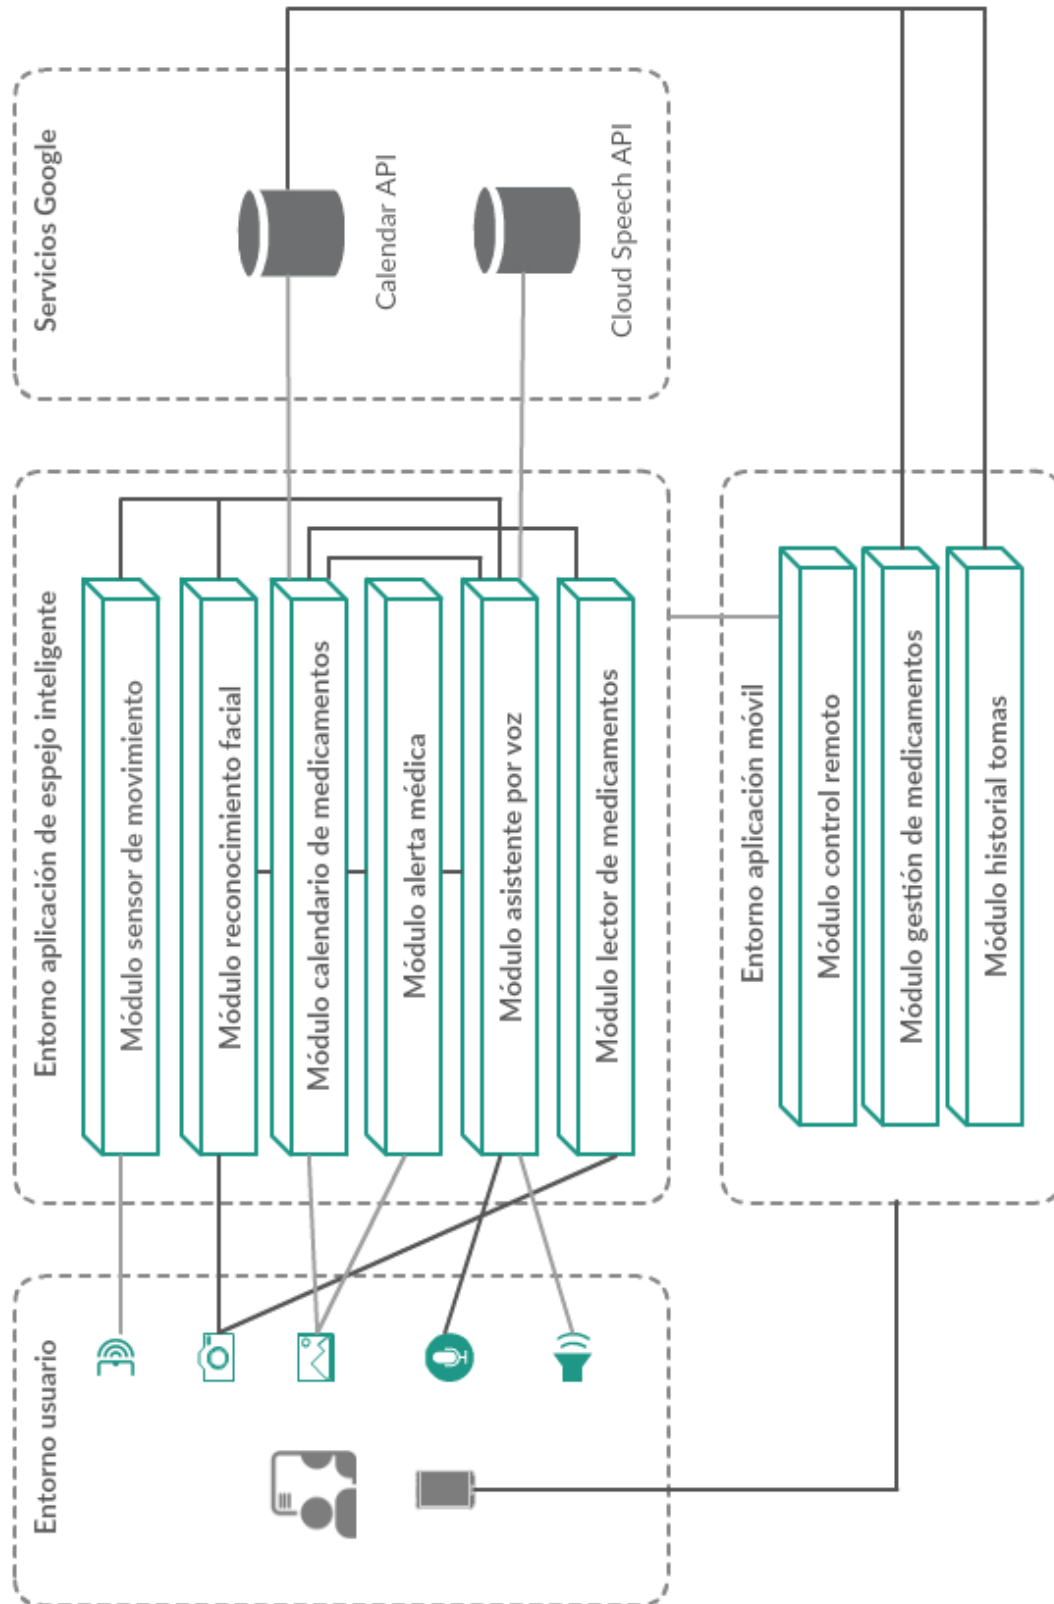 Entorno usuario
Entorno aplicación de espejo inteligente
Módulo sensor de movimiento
Módulo reconocimiento facial
Módulo calendario de medicamentos
Módulo alerta médica
Módulo asistente por voz
Módulo lector de medicamentos
Servicios Google
Calendar API
Cloud Speech API
Entorno aplicación móvil
Módulo control remoto
Módulo gestión de medicamentos
Módulo historial tomas